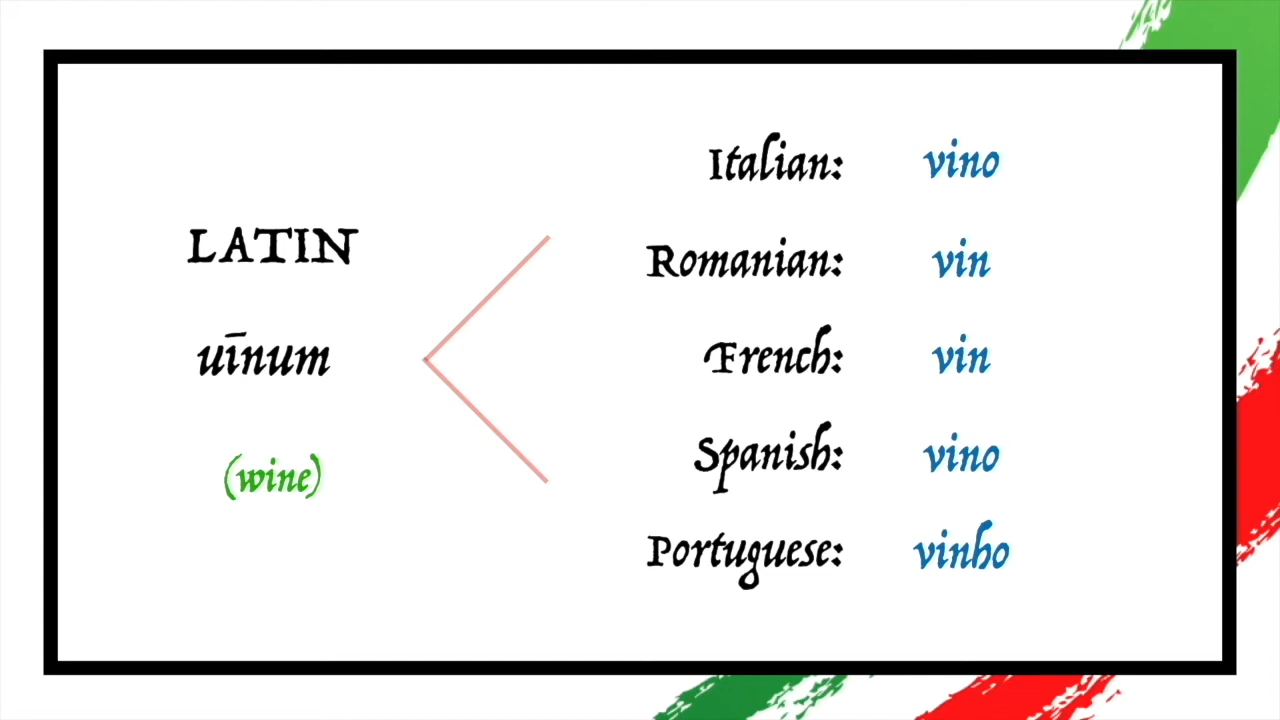 LATIN
uīnum
(wine)
Italian: vino
Romanian: vin
French: vin
Spanish: vino
Portuguese: vinho